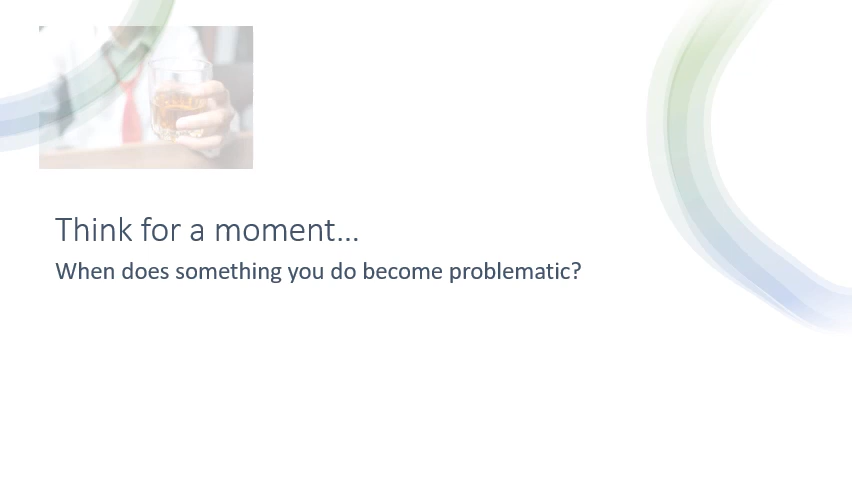 Think for a moment…
When does something you do become problematic?